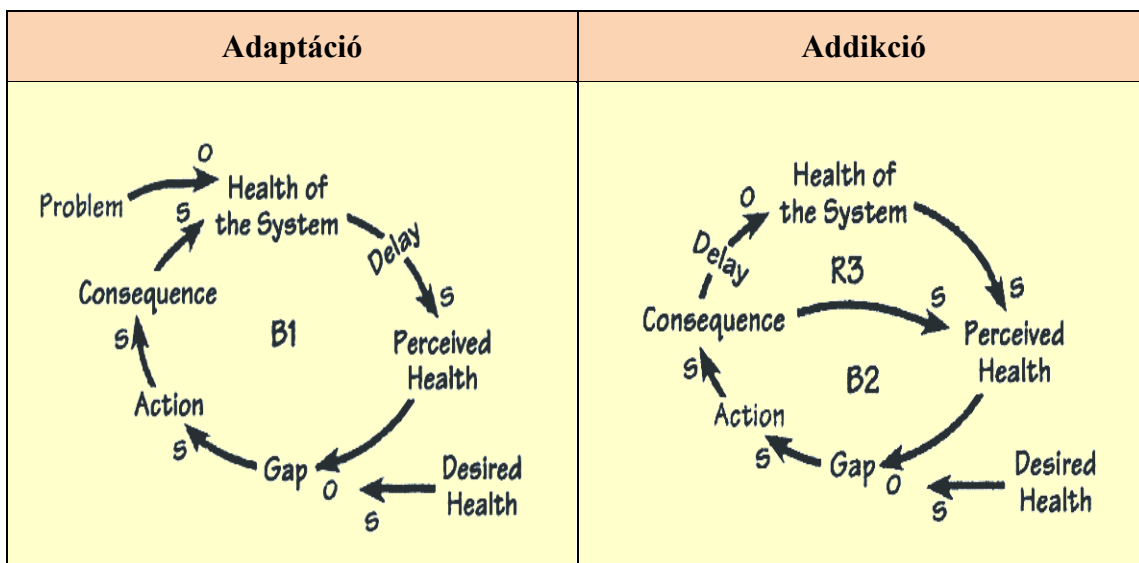 Adaptáció
Addikció
O
Problem
Health of
the System
S
Delay
S
Consequence
B1
S
Perceived
Health
Action
S
Gap
O
Desired
Health
S
Health of
the System
O
Delay
R3
S
S
Consequence
Perceived
Health
S
B2
Action
S
Gap
O
Desired
Health
S